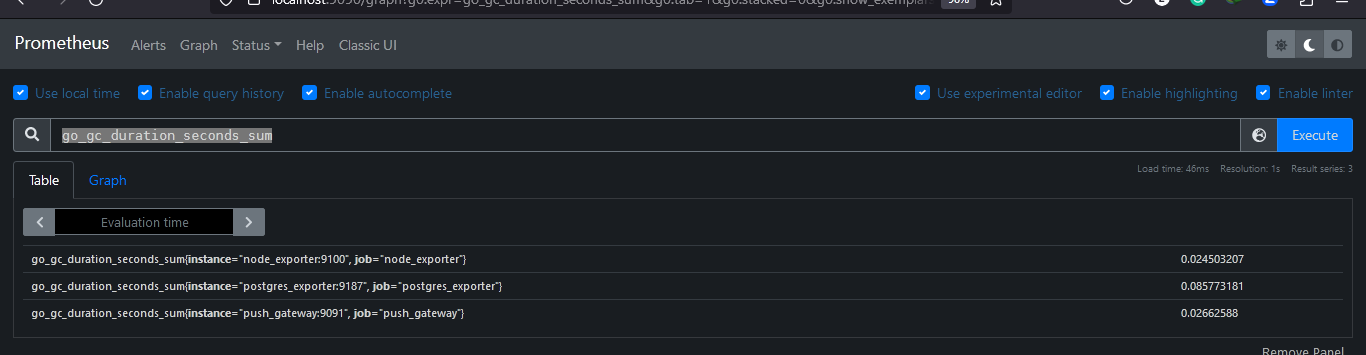 localhost:9090/graph?g0.expr=go_gc_duration_seconds_sum&g0.tab=1&g0.stacked=0&g0.show_exemplars 90%
Prometheus Alerts Graph Status Help Classic UI
Use local time Enable query history Enable autocomplete Use experimental editor Enable highlighting Enable linter
go_gc_duration_seconds_sum Execute
Load time: 46ms Resolution: 1s Result series: 3
Table Graph
Evaluation time
go_gc_duration_seconds_sum{instance="node_exporter:9100", job="node_exporter"} 0.024503207
go_gc_duration_seconds_sum{instance="postgres_exporter:9187", job="postgres_exporter"} 0.085773181
go_gc_duration_seconds_sum{instance="push_gateway:9091", job="push_gateway"} 0.02662588
Remove Panel